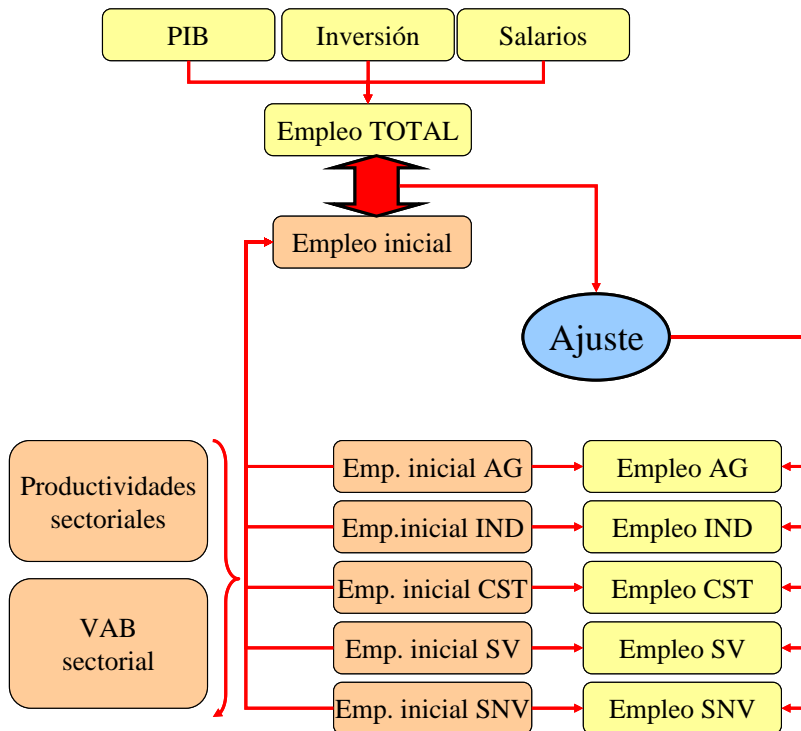 PIB
Inversión
Salarios
Empleo TOTAL
Empleo inicial
Ajuste
Productividades
sectoriales
VAB
sectorial
Emp. inicial AG
Empleo AG
Emp.inicial IND
Empleo IND
Emp. inicial CST
Empleo CST
Emp. inicial SV
Empleo SV
Emp. inicial SNV
Empleo SNV